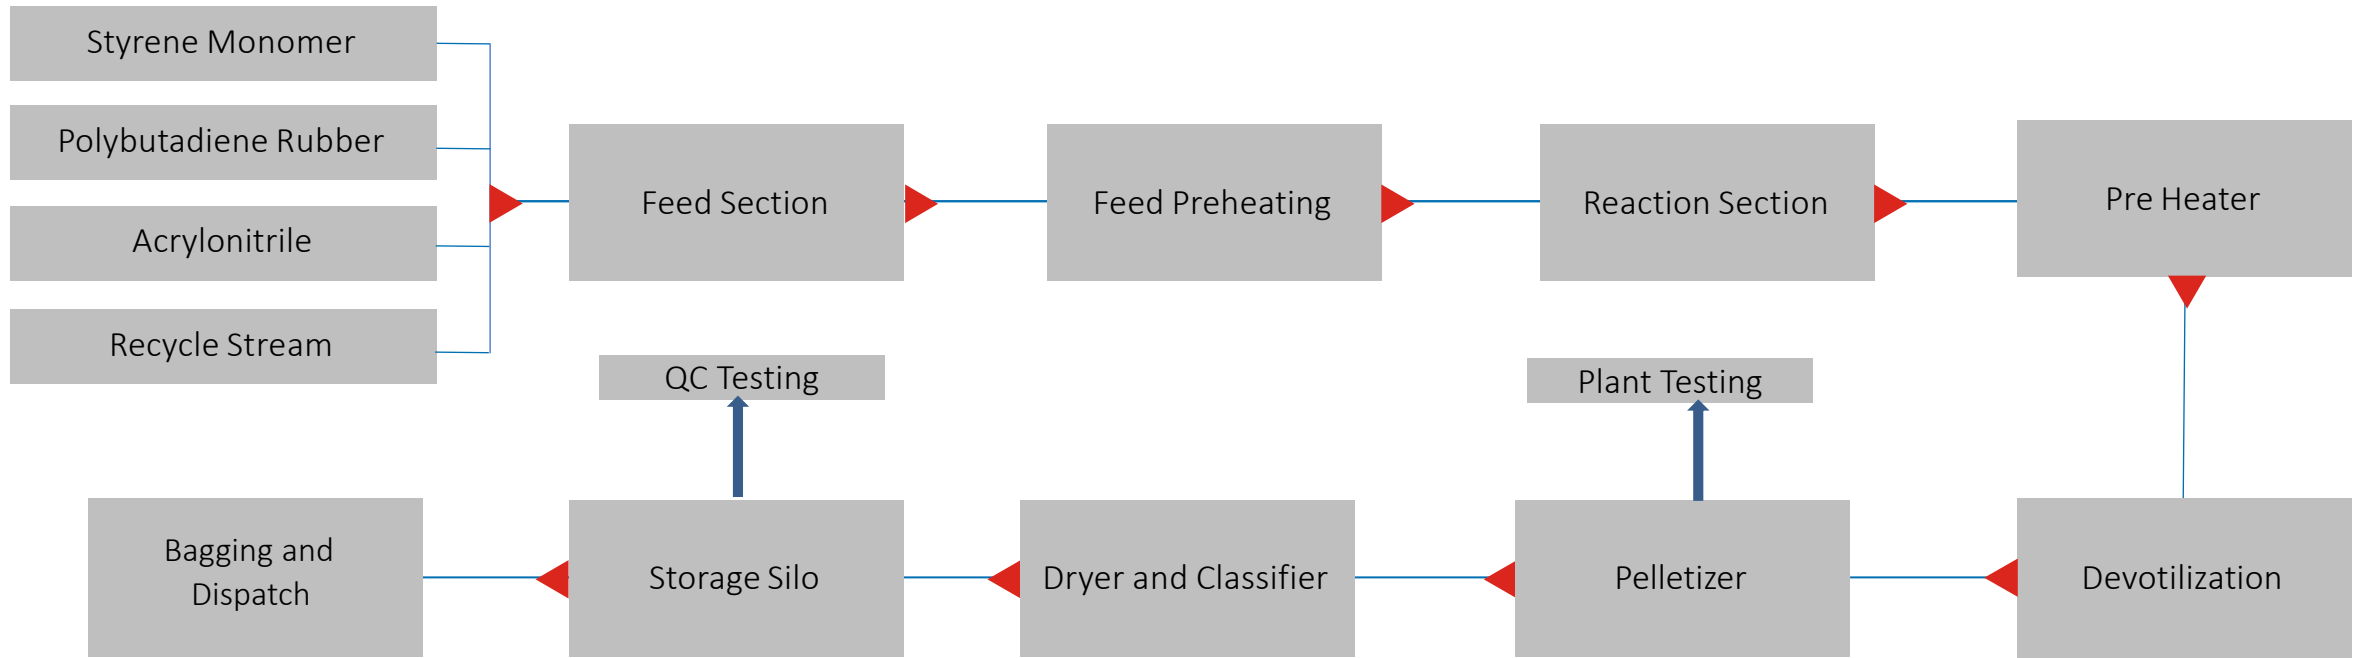 Styrene Monomer
Polybutadiene Rubber
Acrylonitrile
Recycle Stream
Feed Section
Feed Preheating
Reaction Section
Pre Heater
QC Testing
Plant Testing
Bagging and
Dispatch
Storage Silo
Dryer and Classifier
Pelletizer
Devotilization